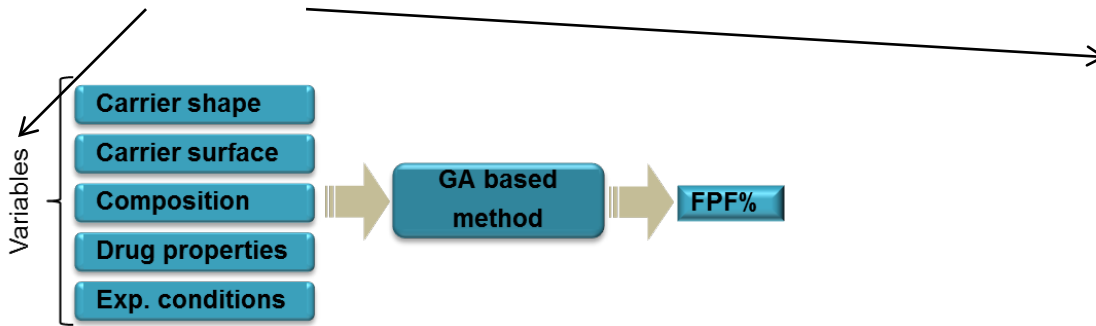 Variables
Carrier shape
Carrier surface
Composition
Drug properties
Exp. conditions
GA based
method
FPF%